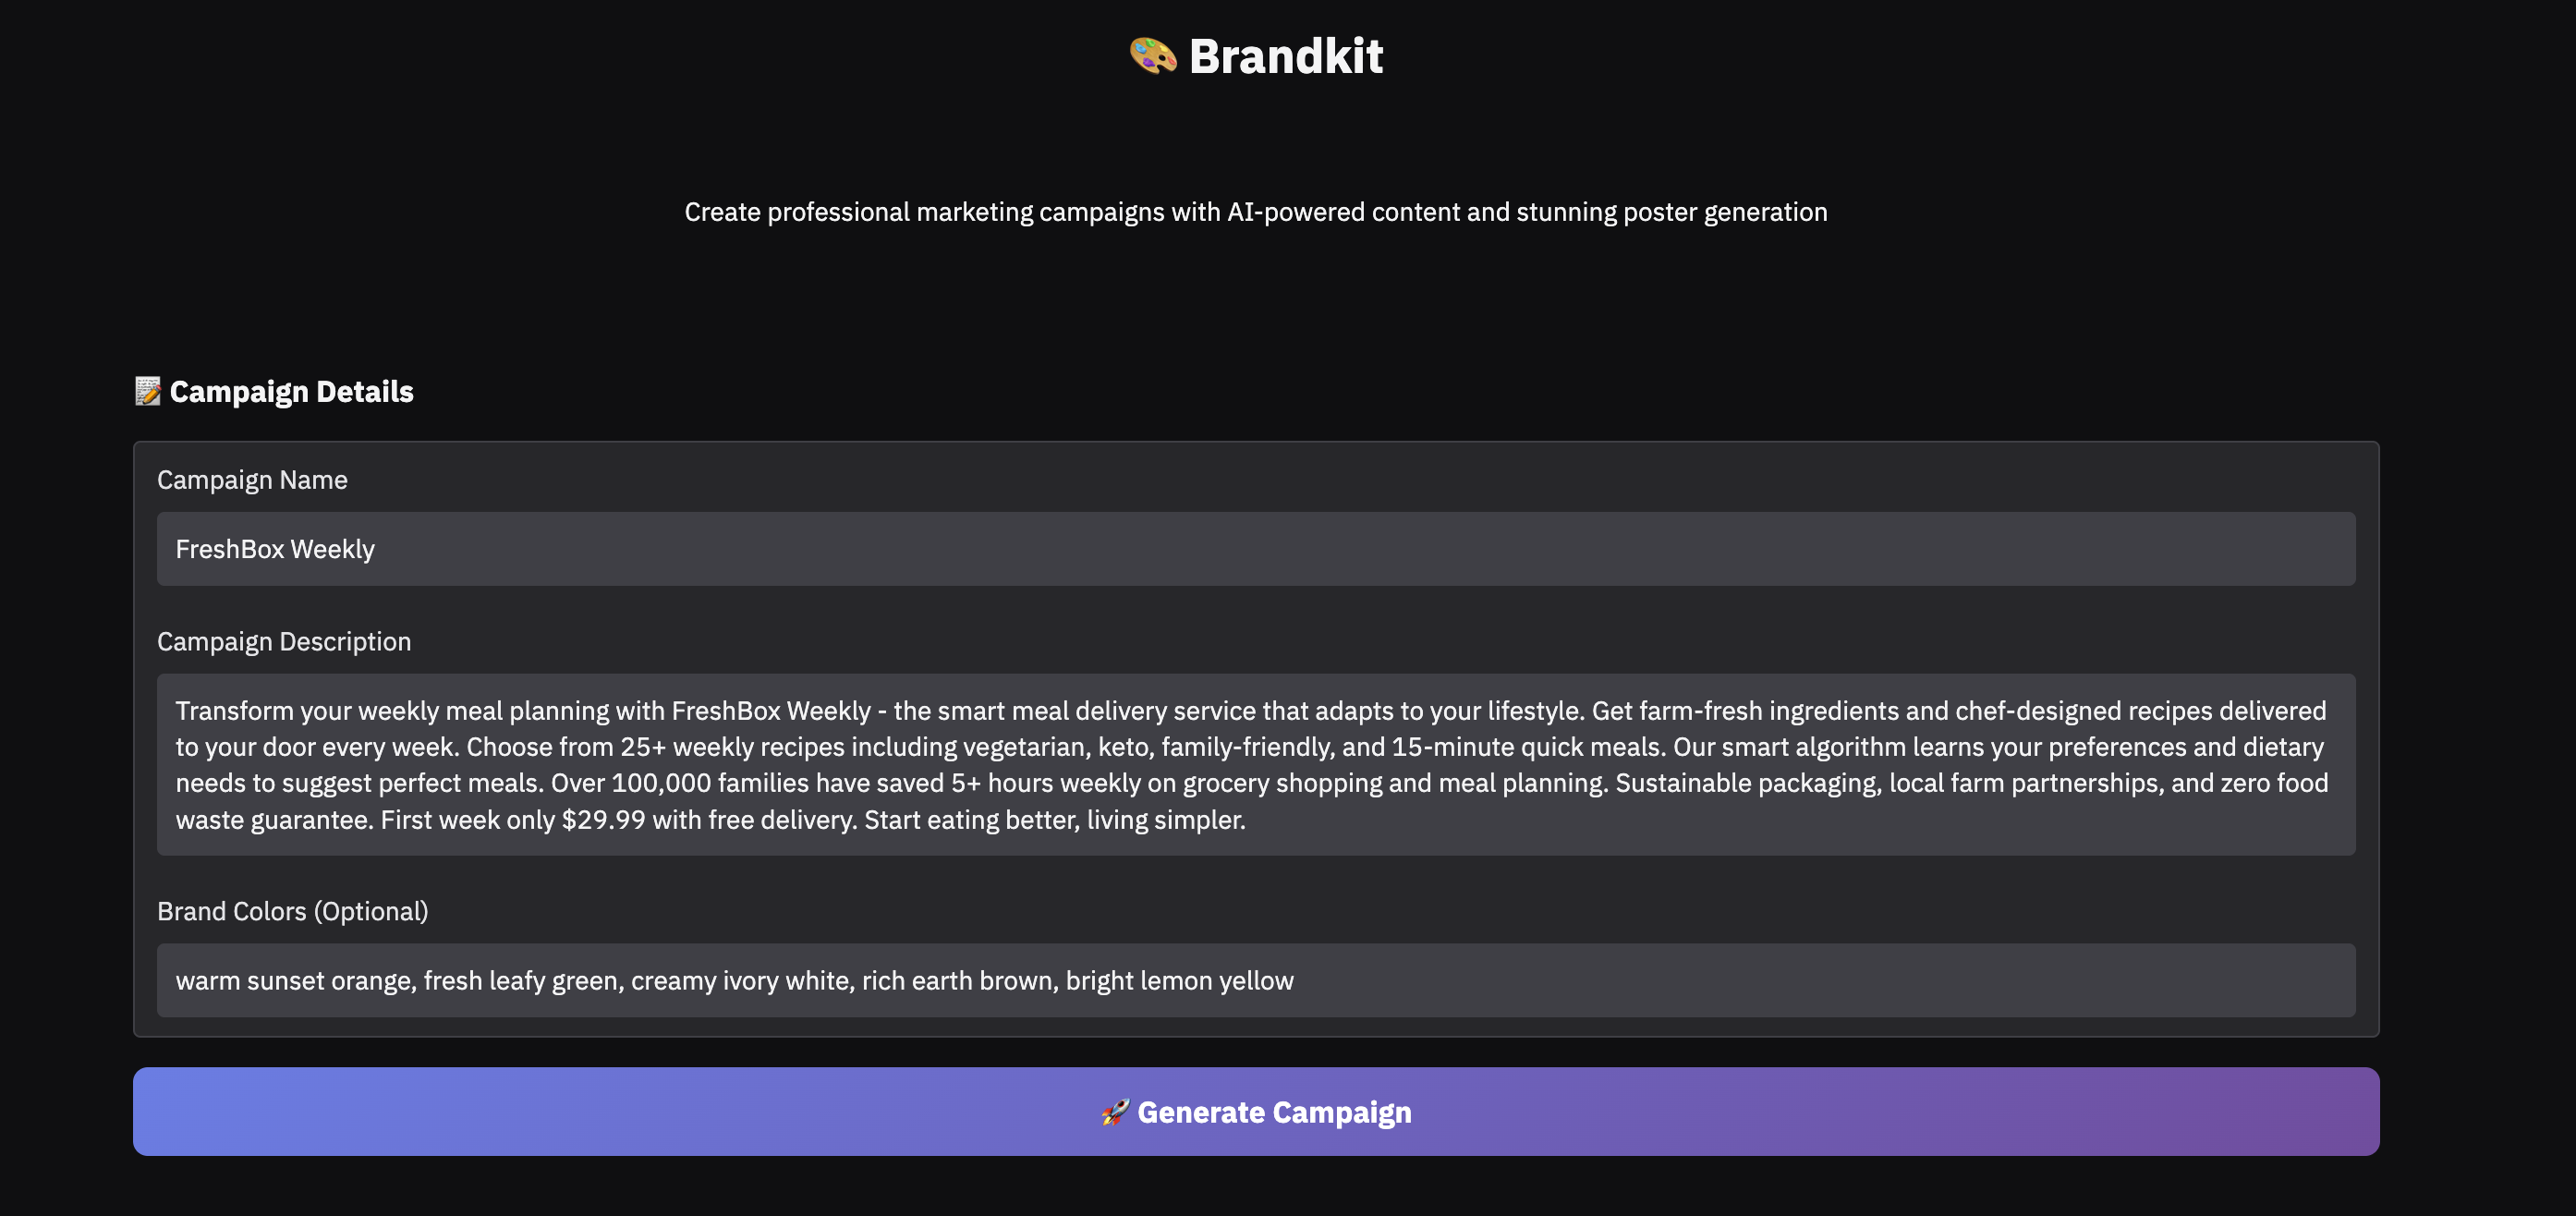 🎨 Brandkit
Create professional marketing campaigns with AI-powered content and stunning poster generation
📝 Campaign Details
Campaign Name
FreshBox Weekly
Campaign Description
Transform your weekly meal planning with FreshBox Weekly - the smart meal delivery service that adapts to your lifestyle. Get farm-fresh ingredients and chef-designed recipes delivered
to your door every week. Choose from 25+ weekly recipes including vegetarian, keto, family-friendly, and 15-minute quick meals. Our smart algorithm learns your preferences and dietary
needs to suggest perfect meals. Over 100,000 families have saved 5+ hours weekly on grocery shopping and meal planning. Sustainable packaging, local farm partnerships, and zero food
waste guarantee. First week only $29.99 with free delivery. Start eating better, living simpler.
Brand Colors (Optional)
warm sunset orange, fresh leafy green, creamy ivory white, rich earth brown, bright lemon yellow
🚀 Generate Campaign